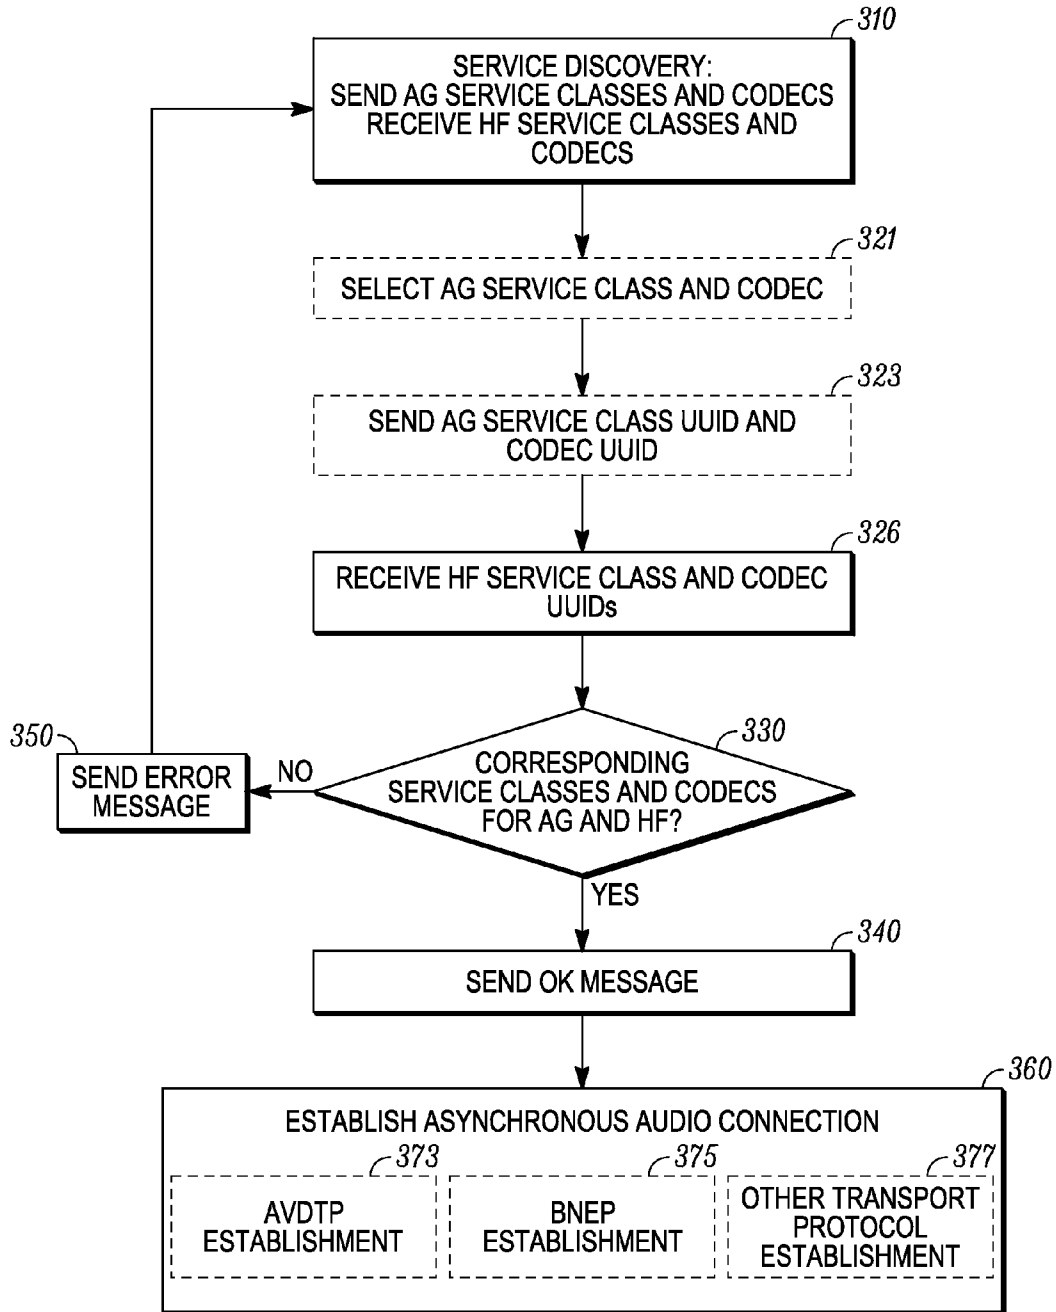 310
SERVICE DISCOVERY:
SEND AG SERVICE CLASSES AND CODECS
RECEIVE HF SERVICE CLASSES AND
CODECS
321
SELECT AG SERVICE CLASS AND CODEC
323
SEND AG SERVICE CLASS UUID AND
CODEC UUID
326
RECEIVE HF SERVICE CLASS AND CODEC
UUIDs
330
CORRESPONDING
SERVICE CLASSES AND CODECS
FOR AG AND HF?
350
SEND ERROR
MESSAGE
NO
YES
340
SEND OK MESSAGE
360
ESTABLISH ASYNCHRONOUS AUDIO CONNECTION
373
AVDTP
ESTABLISHMENT
375
BNEP
ESTABLISHMENT
377
OTHER TRANSPORT
PROTOCOL
ESTABLISHMENT